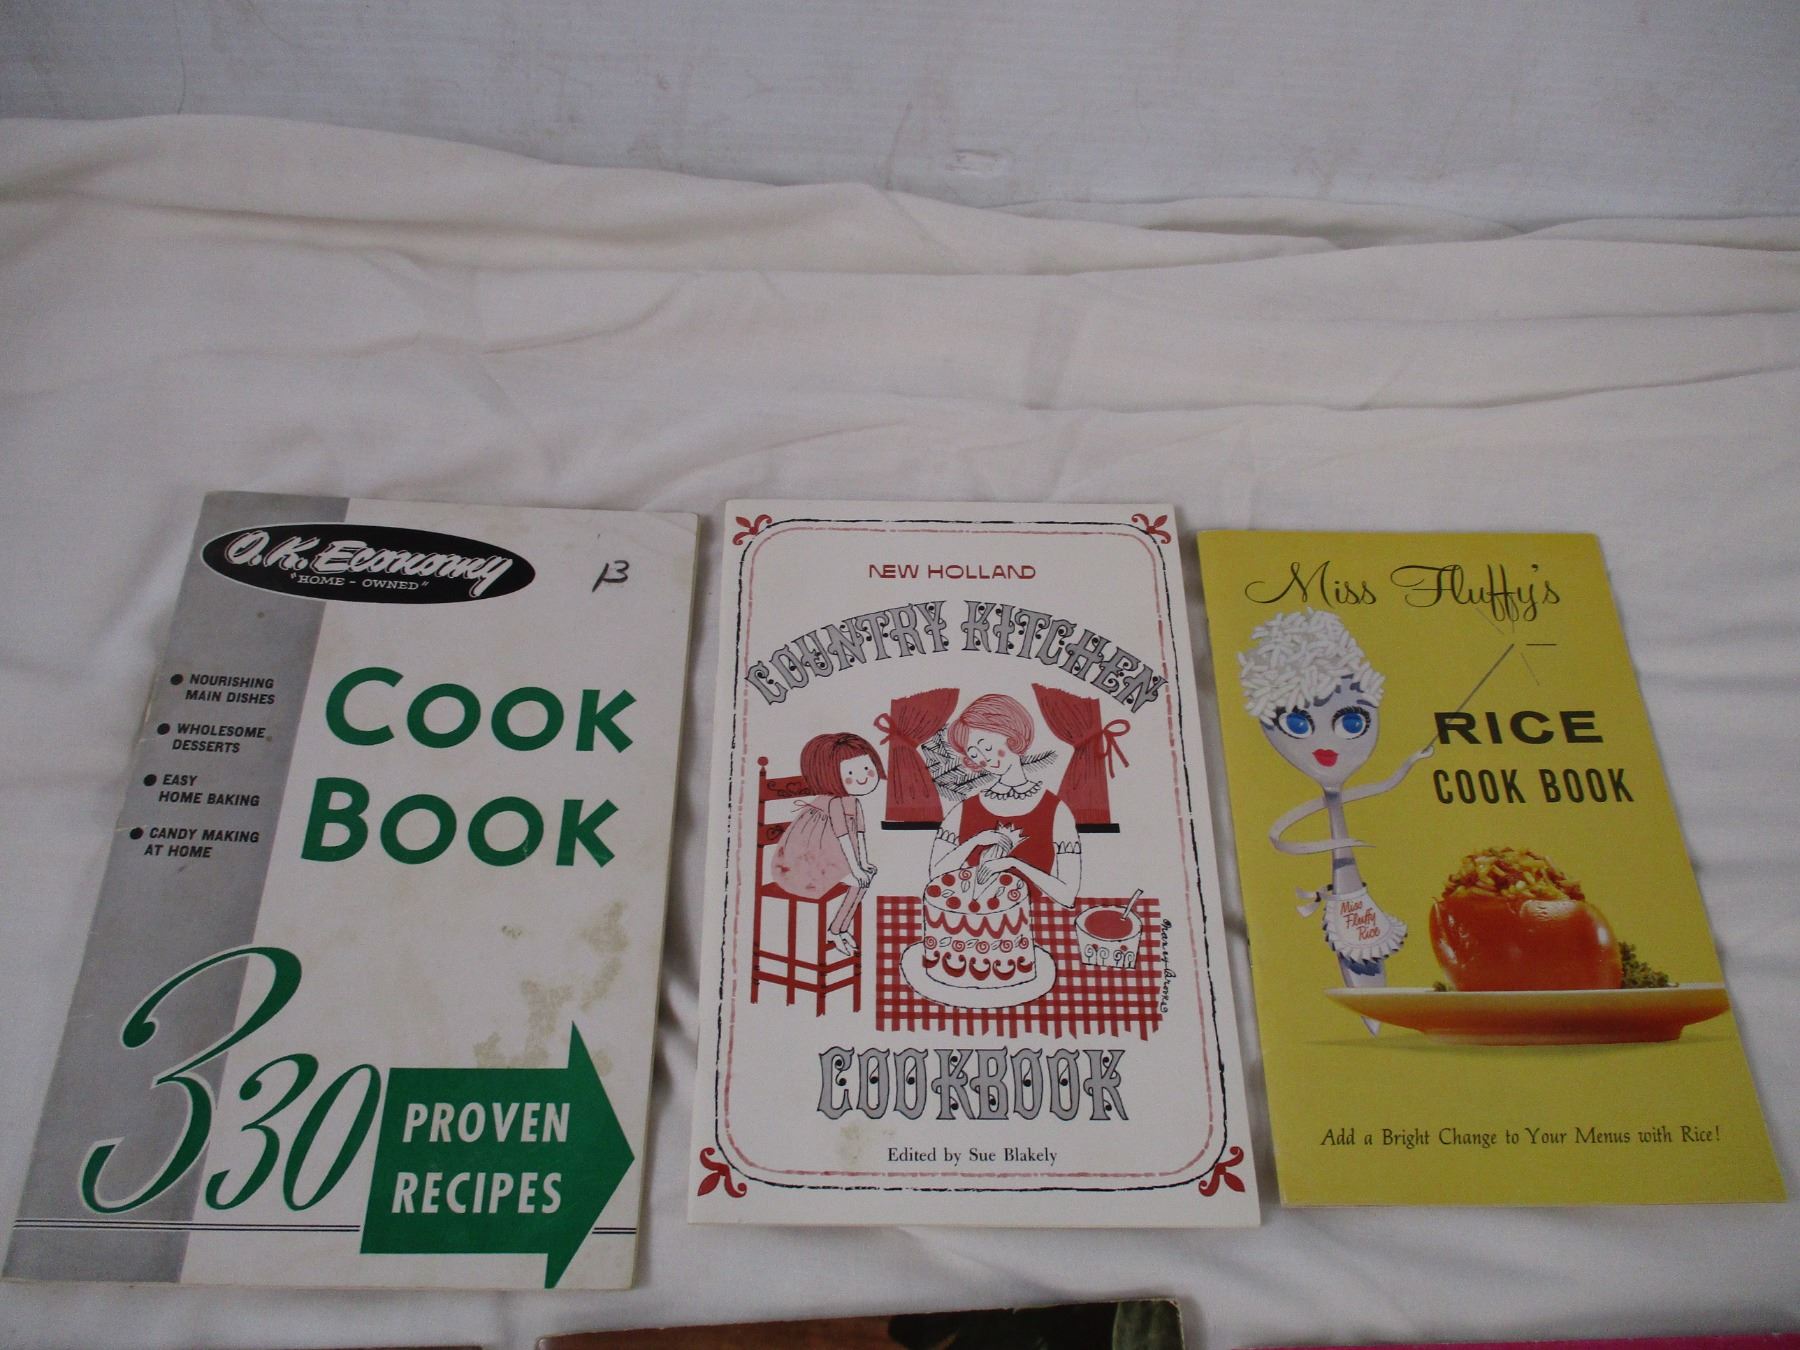 O.K. Economy
"HOME - OWNED"
B
● NOURISHING
MAIN DISHES
● WHOLESOME
DESSERTS
● EASY
HOME BAKING
● CANDY MAKING
AT HOME
COOK
BOOK
330
PROVEN
RECIPES
NEW HOLLAND
COUNTRY KITCHEN
COOKBOOK
Edited by Sue Blakely
Miss Fluffy's
RICE
COOK BOOK
Miss
Fluffy
Rice
Add a Bright Change to Your Menus with Rice!